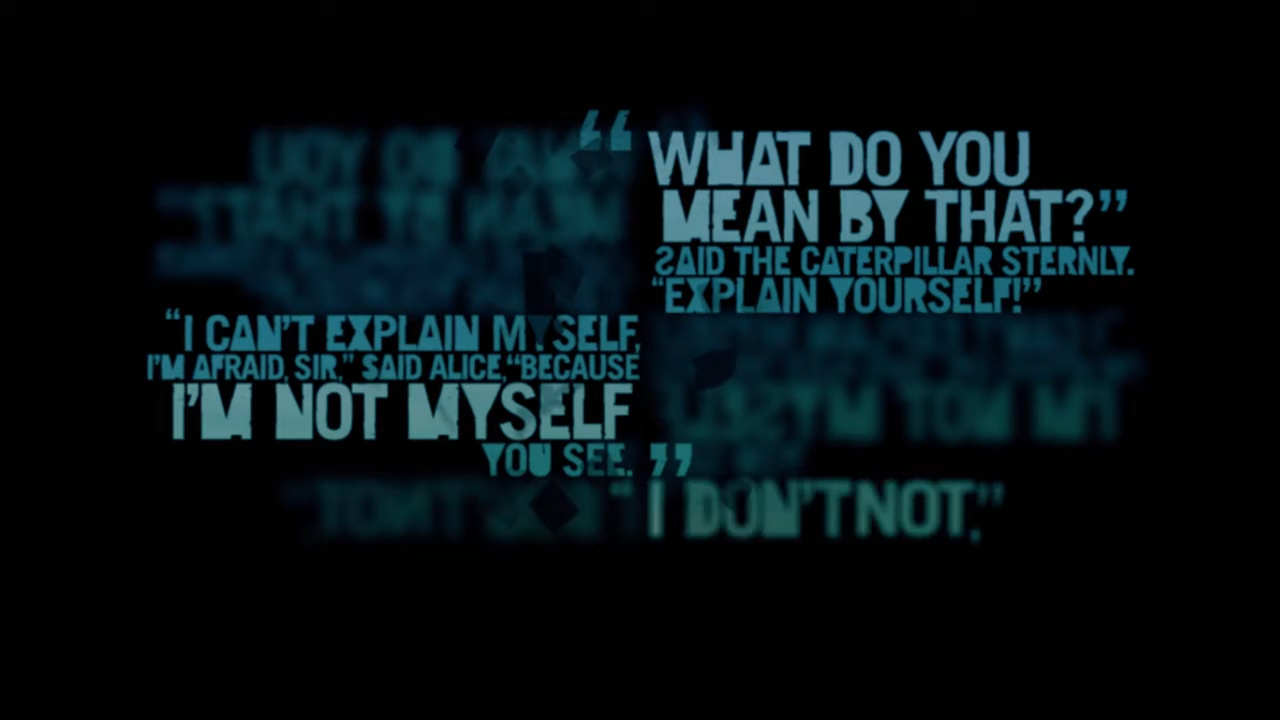 “WHAT DO YOU
MEAN BY THAT?”
SAID THE CATERPILLAR STERNLY.
“EXPLAIN YOURSELF!”
“I CAN’T EXPLAIN MYSELF,
I’M AFRAID, SIR,” SAID ALICE, “BECAUSE
I’M NOT MYSELF
YOU SEE.”
“I DON’T NOT,”